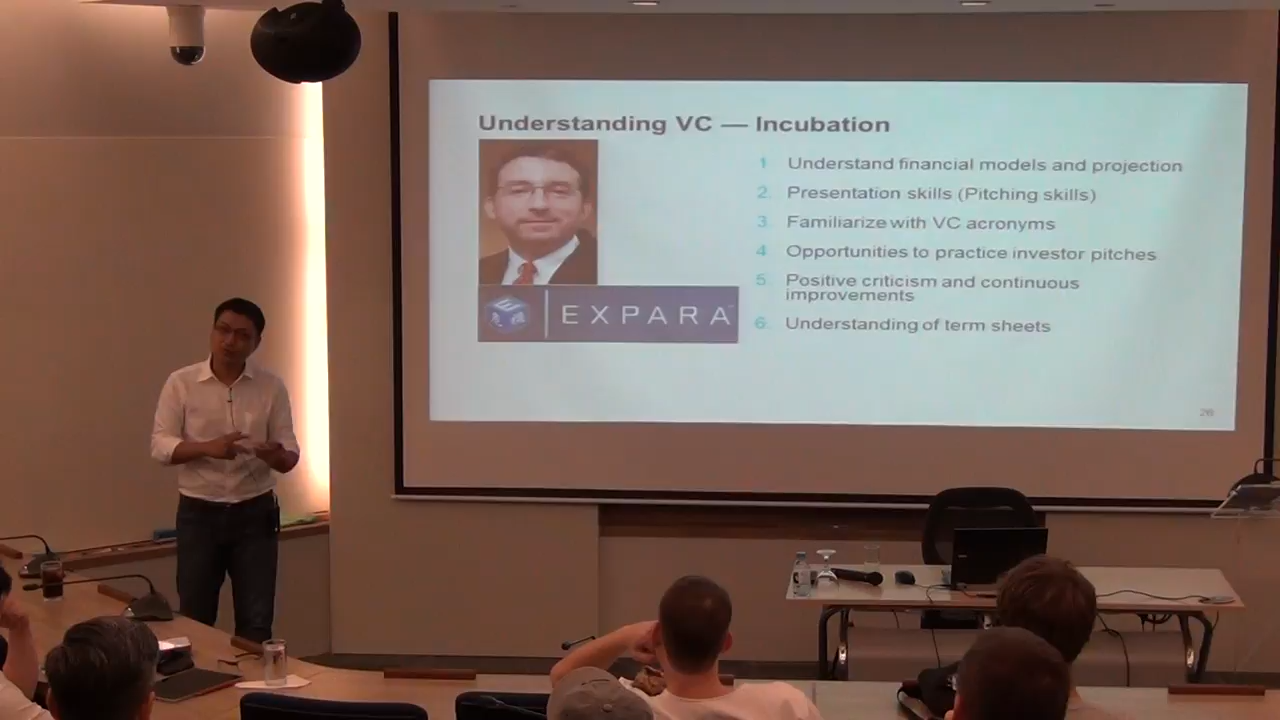 Understanding VC — Incubation
1 Understand financial models and projection
2. Presentation skills (Pitching skills)
3 Familiarize with VC acronyms
4 Opportunities to practice investor pitches
5. Positive criticism and continuous
improvements
6. Understanding of term sheets
EXPARA
26